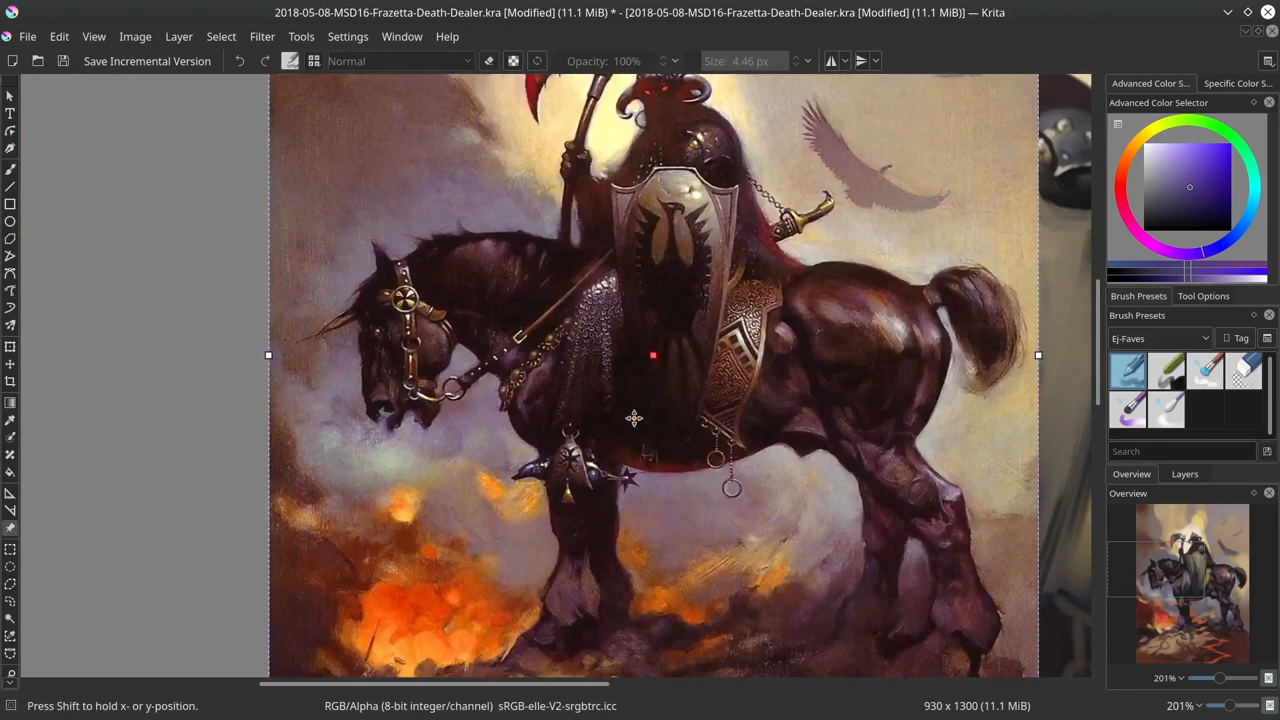 2018-05-08-MSD16-Frazetta-Death-Dealer.kra [Modified] (11.1 MiB) * - [2018-05-08-MSD16-Frazetta-Death-Dealer.kra [Modified] (11.1 MiB)] — Krita
File Edit View Image Layer Select Filter Tools Settings Window Help
Save Incremental Version Normal Opacity: 100% Size: 4.46 px
Advanced Color S... Specific Color S...
Advanced Color Selector
Brush Presets Tool Options
Brush Presets
Ej-Faves Tag
Search
Overview Layers
Overview
201%
Press Shift to hold x- or y-position. RGB/Alpha (8-bit integer/channel) sRGB-elle-V2-srgbtrc.icc 930 x 1300 (11.1 MiB) 201%